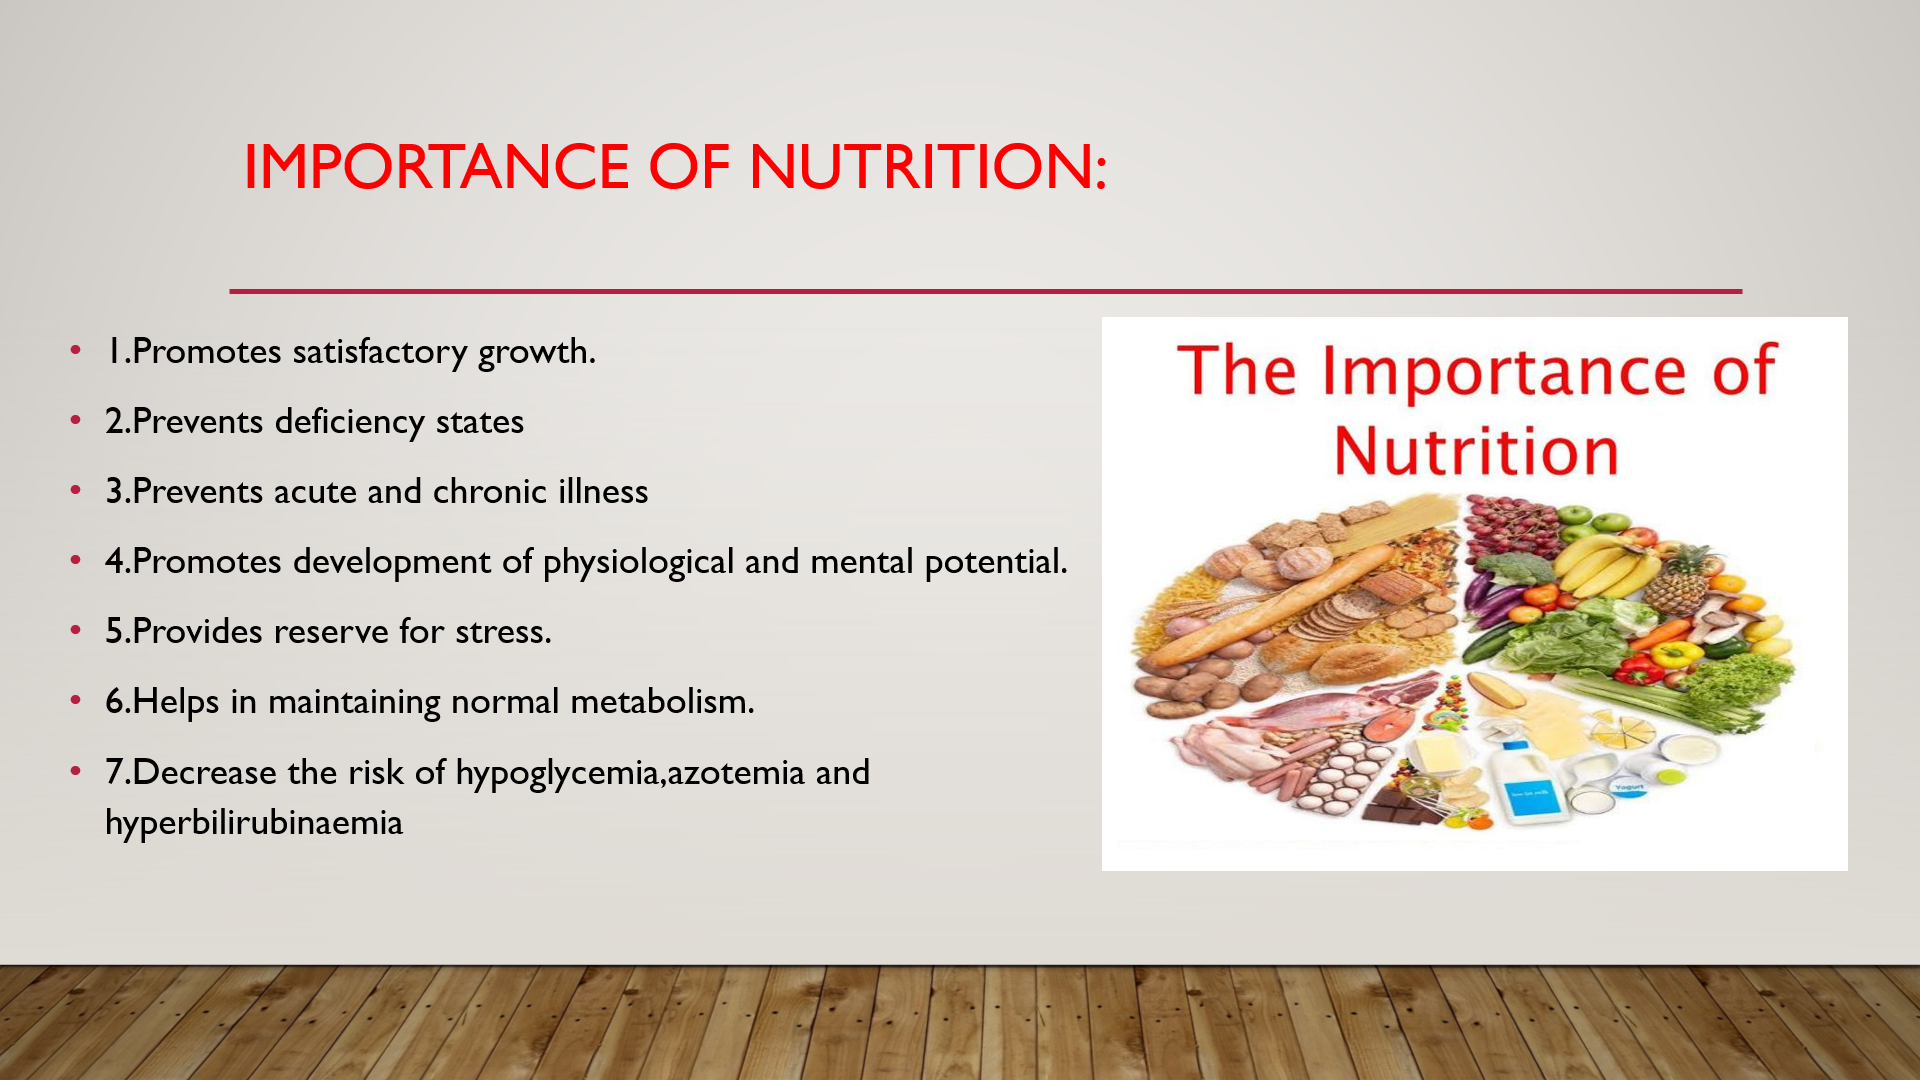 IMPORTANCE OF NUTRITION:
• 1.Promotes satisfactory growth.
• 2.Prevents deficiency states
• 3.Prevents acute and chronic illness
• 4.Promotes development of physiological and mental potential.
• 5.Provides reserve for stress.
• 6.Helps in maintaining normal metabolism.
• 7.Decrease the risk of hypoglycemia,azotemia and
hyperbilirubinaemia
The Importance of
Nutrition
Yogurt